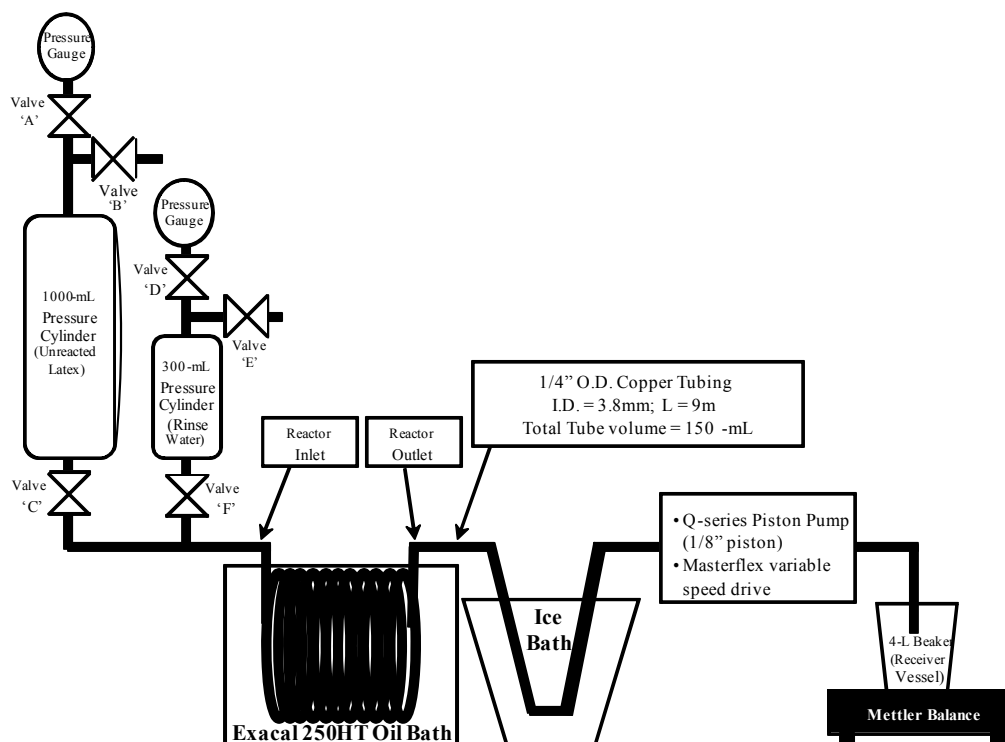 Pressure
Gauge
Valve
‘A’
Valve
‘B’
Pressure
Gauge
Valve
‘D’
1000-mL
Pressure
Cylinder
(Unreacted
Latex)
Valve
‘E’
300-mL
Pressure
Cylinder
(Rinse
Water)
1/4” O.D. Copper Tubing
I.D. = 3.8mm; L = 9m
Total Tube volume = 150 -mL
Reactor
Inlet
Reactor
Outlet
Valve
‘C’
Valve
‘F’
• Q-series Piston Pump
(1/8” piston)
• Masterflex variable
speed drive
Ice
Bath
4-L Beaker
(Receiver
Vessel)
Mettler Balance
Exacal 250HT Oil Bath